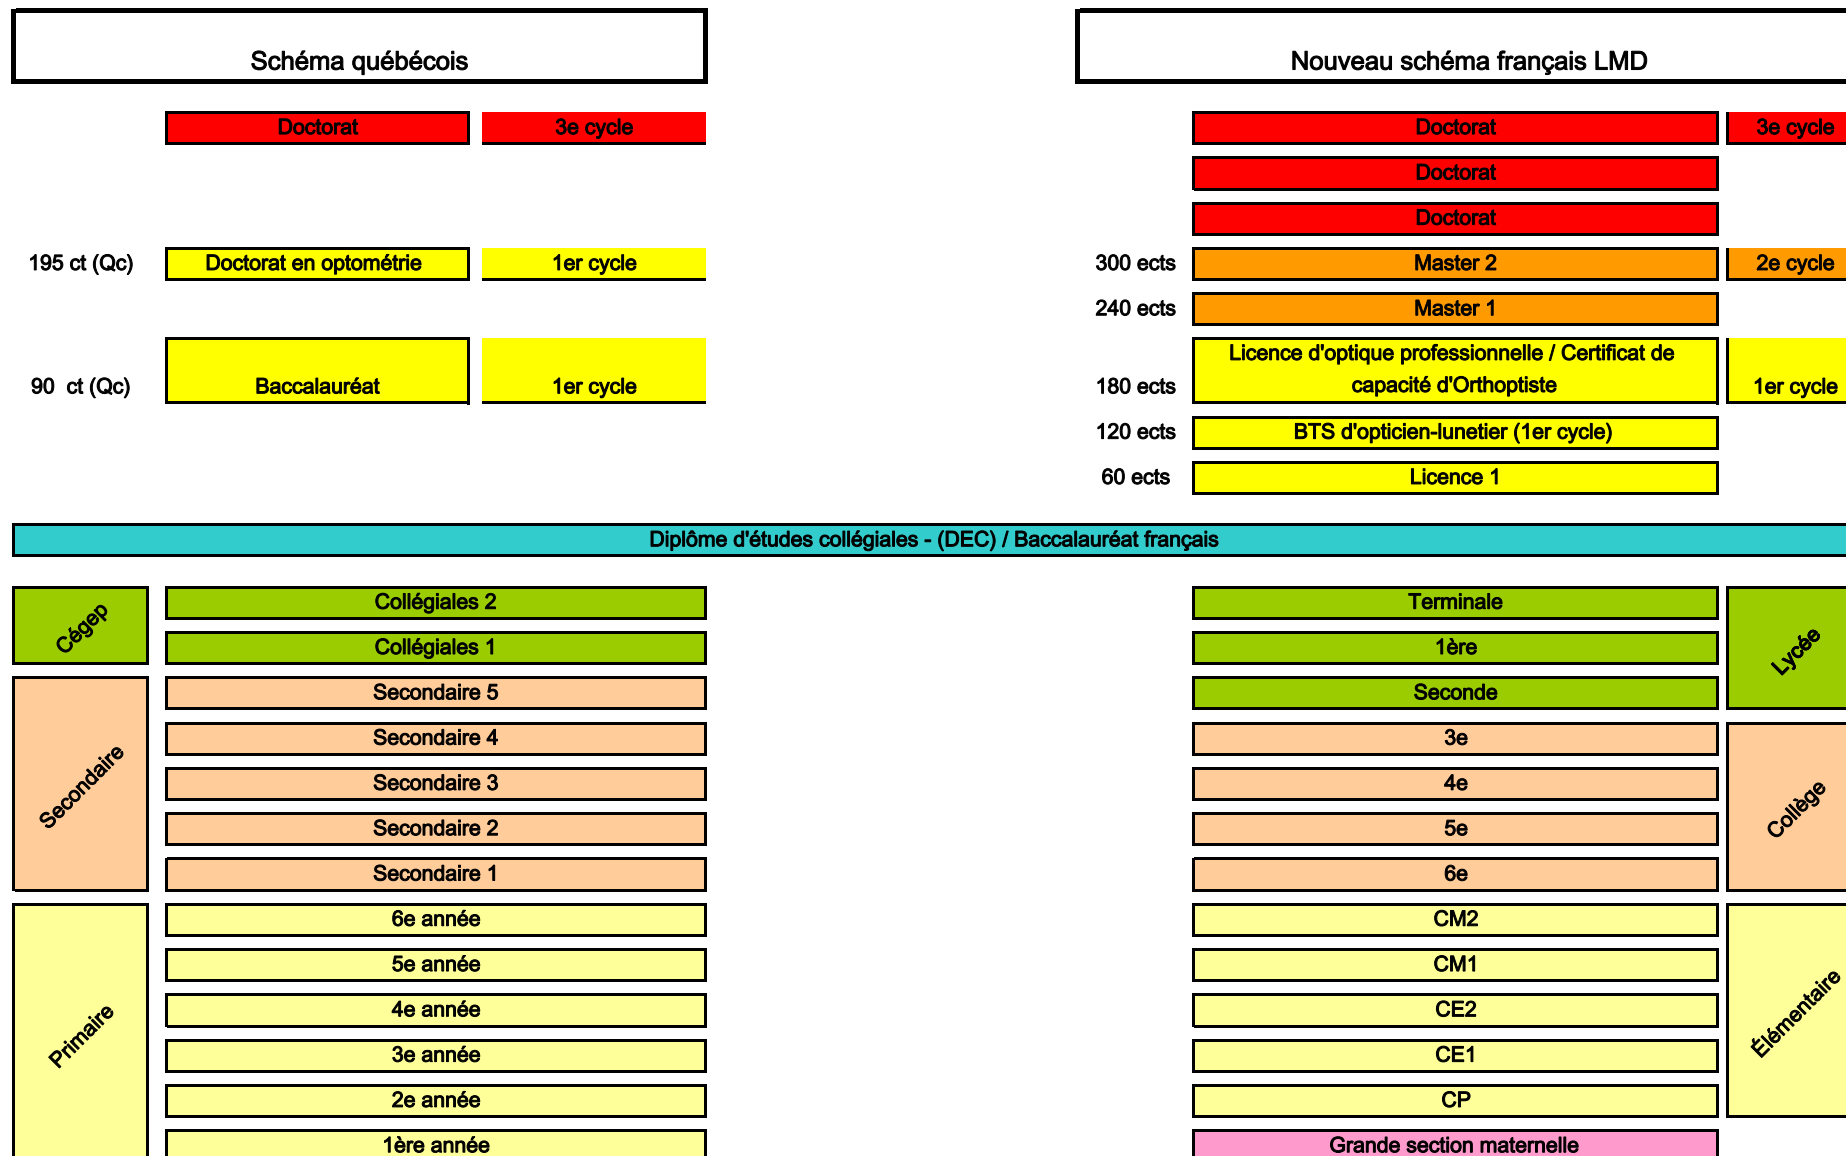 Schéma québécois
Nouveau schéma français LMD
Doctorat
3e cycle
Doctorat
3e cycle
Doctorat
Doctorat
195 ct (Qc)
Doctorat en optométrie
1er cycle
300 ects
Master 2
2e cycle
240 ects
Master 1
90 ct (Qc)
Baccalauréat
1er cycle
180 ects
Licence d'optique professionnelle / Certificat de
capacité d'Orthoptiste
1er cycle
120 ects
BTS d'opticien-lunetier (1er cycle)
60 ects
Licence 1
Diplôme d'études collégiales - (DEC) / Baccalauréat français
Cégep
Collégiales 2
Terminale
Lycée
Collégiales 1
1ère
Secondaire 5
Seconde
Secondaire
Secondaire 4
3e
Collège
Secondaire 3
4e
Secondaire 2
5e
Secondaire 1
6e
Primaire
6e année
CM2
Élémentaire
5e année
CM1
4e année
CE2
3e année
CE1
2e année
CP
1ère année
Grande section maternelle